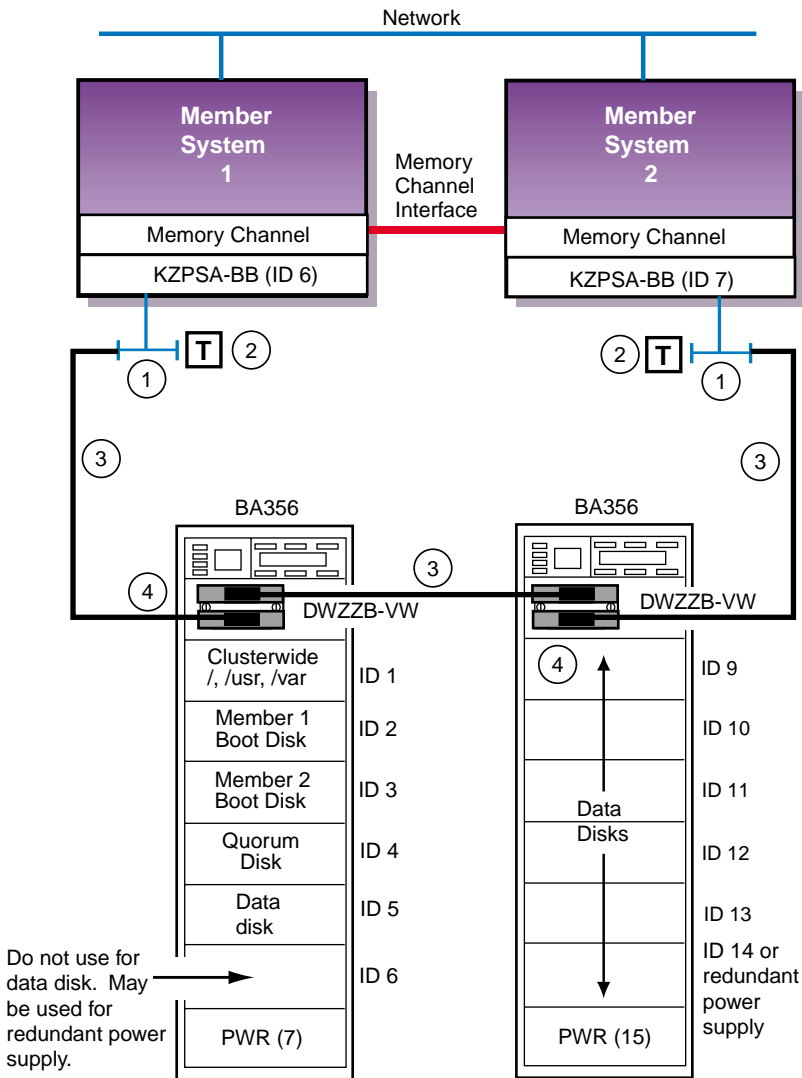 Network
Member
System
1
Member
System
2
Memory
Channel
Interface
Memory Channel
Memory Channel
KZPSA-BB (ID 6)
KZPSA-BB (ID 7)
T
2
2
T
1
1
3
3
BA356
BA356
3
4
DWZZB-VW
DWZZB-VW
4
Clusterwide
/, /usr, /var
ID 1
Member 1
Boot Disk
ID 2
Member 2
Boot Disk
ID 3
Quorum
Disk
ID 4
Data
disk
ID 5
Do not use for
data disk. May
be used for
redundant power
supply.
ID 6
PWR (7)
ID 9
ID 10
ID 11
Data
Disks
ID 12
ID 13
ID 14 or
redundant
power
supply
PWR (15)